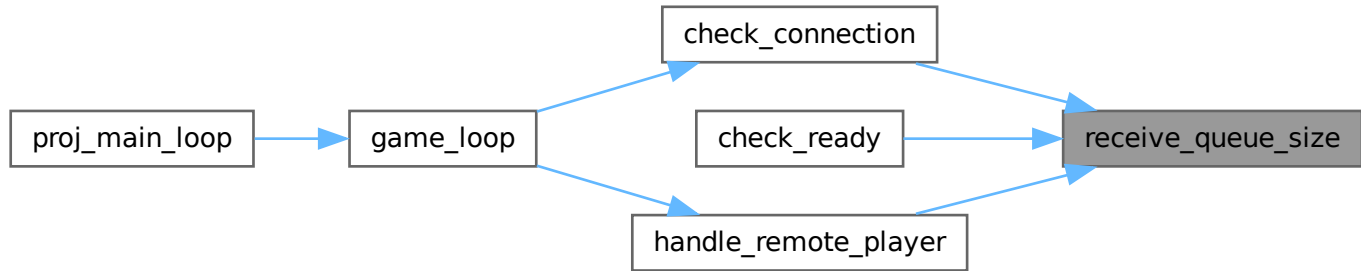 check_connection
proj_main_loop
game_loop
check_ready
receive_queue_size
handle_remote_player